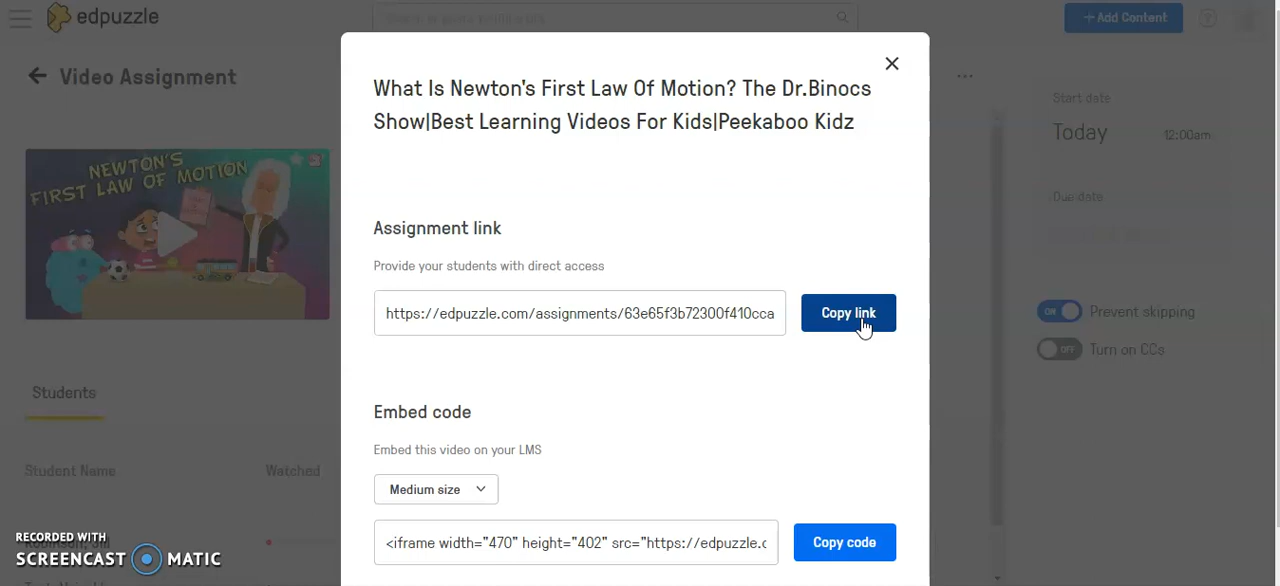 edpuzzle
+ Add Content
?
Video Assignment
...
NEWTON'S
FIRST LAW OF MOTION
What Is Newton's First Law Of Motion? The Dr.Binocs
Show|Best Learning Videos For Kids|Peekaboo Kidz
Start date
Today 12:00am
Due date
Assignment link
Provide your students with direct access
https://edpuzzle.com/assignments/63e65f3b72300f410cca
Copy link
ON Prevent skipping
OFF Turn on CCs
Students
Embed code
Embed this video on your LMS
Student Name Watched
Medium size
<iframe width="470" height="402" src="https://edpuzzle.c
Copy code
RECORDED WITH
SCREENCAST MATIC